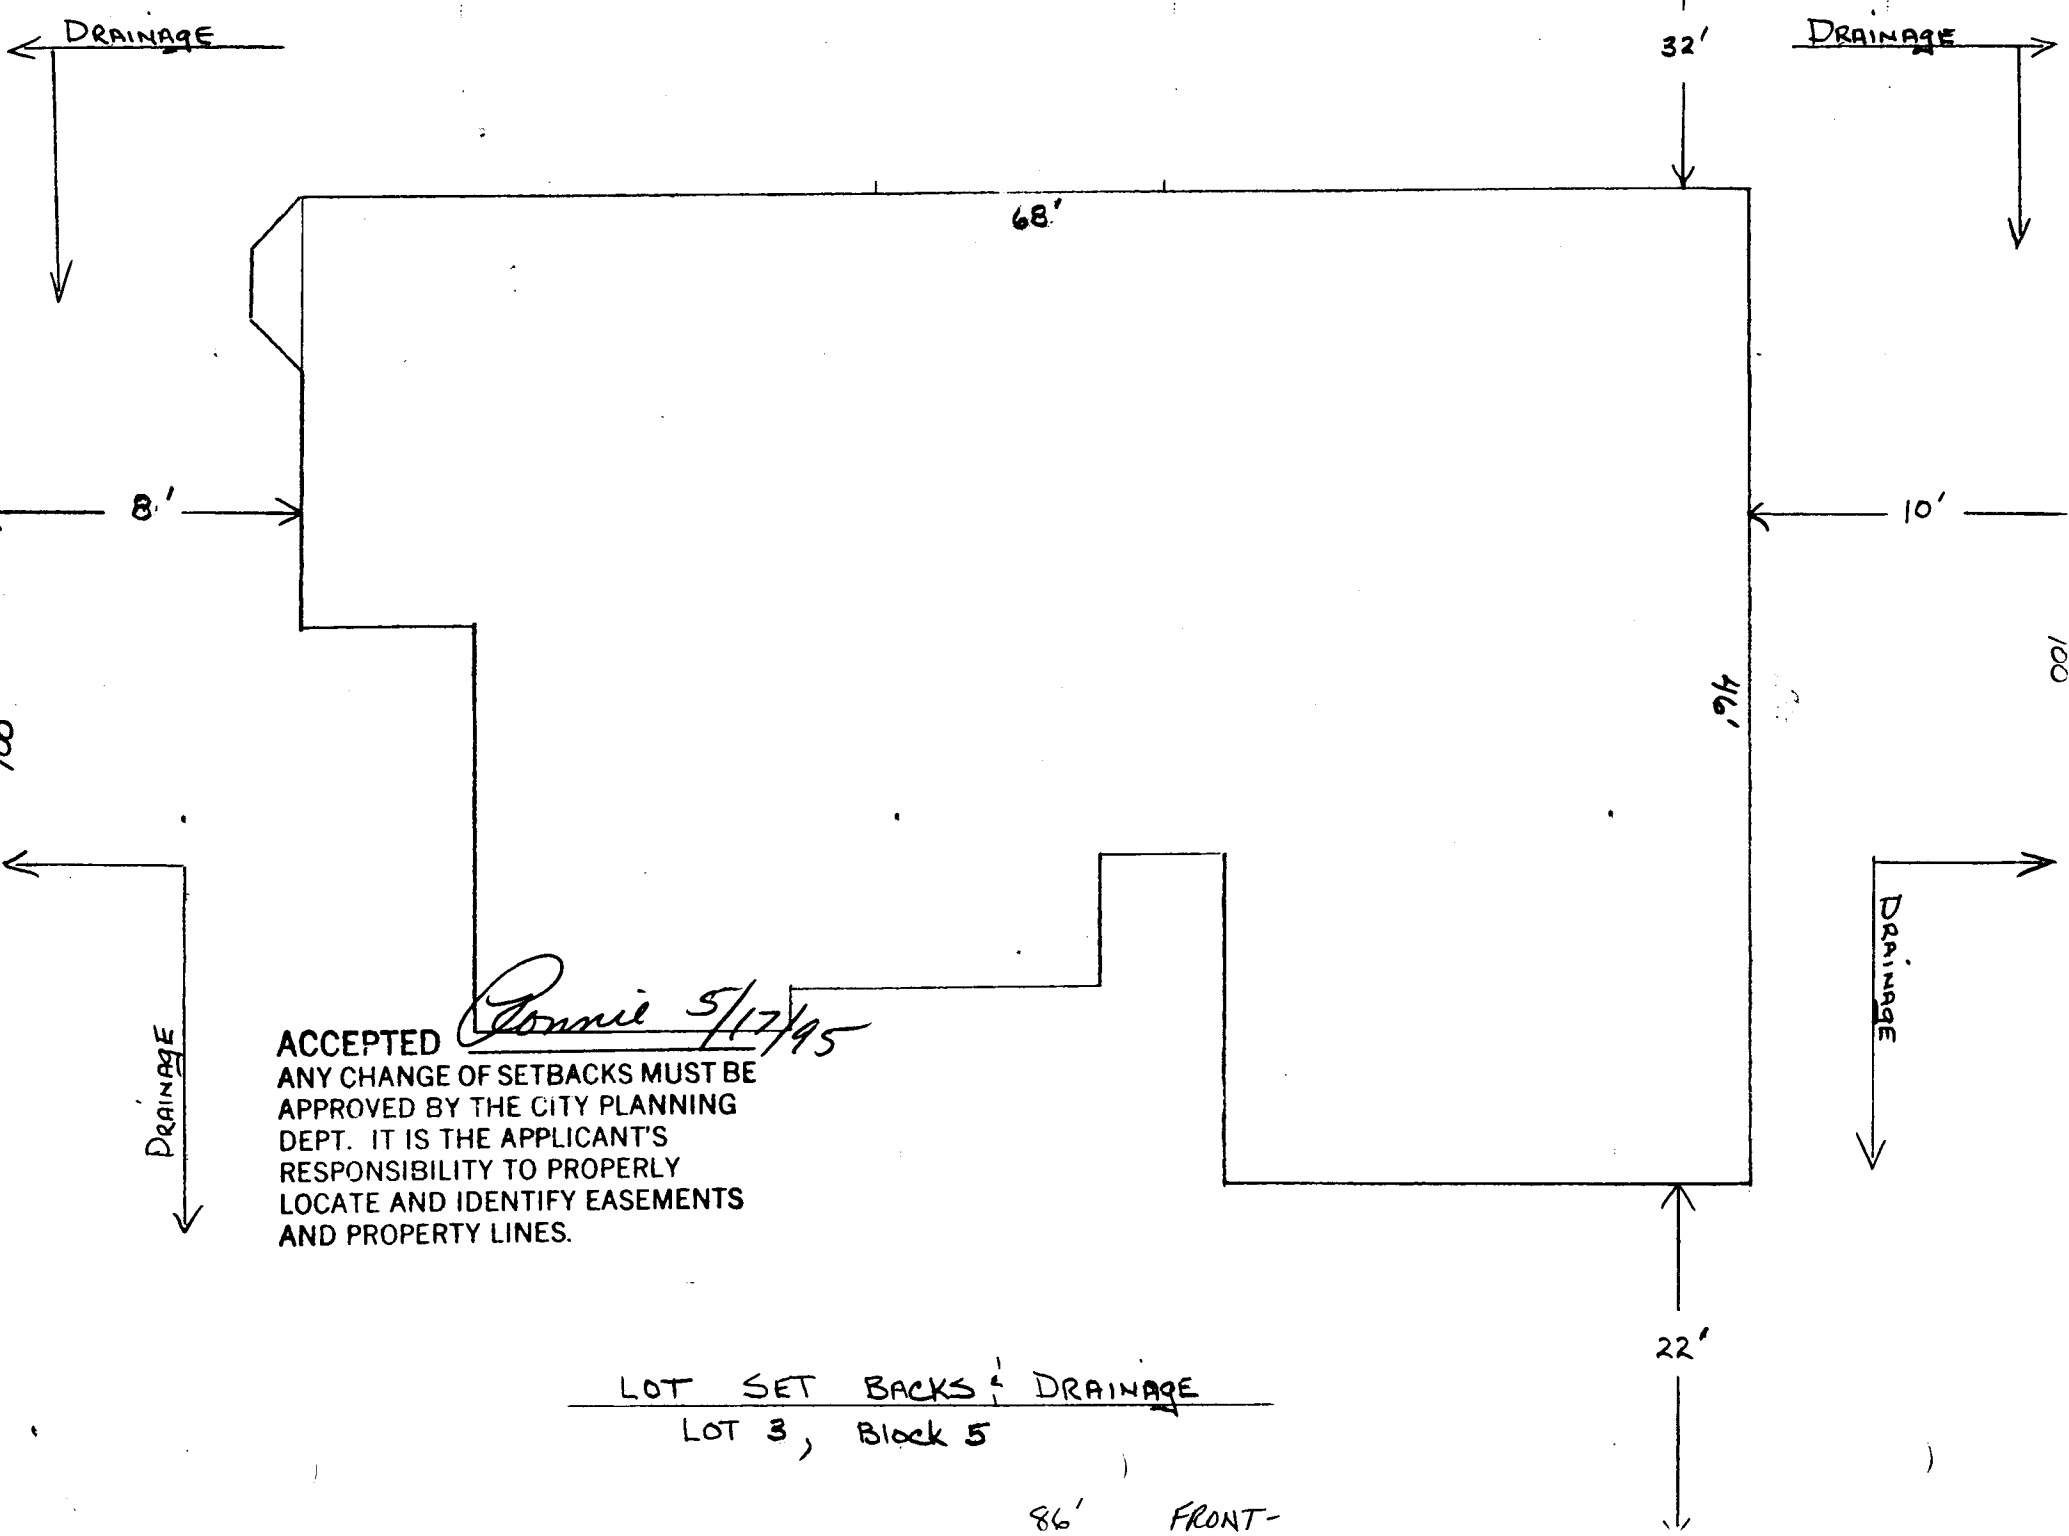 DRAINAGE
32'
DRAINAGE
68'
8'
10'
100
46'
100
DRAINAGE
DRAINAGE
ACCEPTED Ronnie 5/17/95
ANY CHANGE OF SETBACKS MUST BE
APPROVED BY THE CITY PLANNING
DEPT. IT IS THE APPLICANT'S
RESPONSIBILITY TO PROPERLY
LOCATE AND IDENTIFY EASEMENTS
AND PROPERTY LINES.
22'
LOT SET BACKS & DRAINAGE
LOT 3, Block 5
86' FRONT-